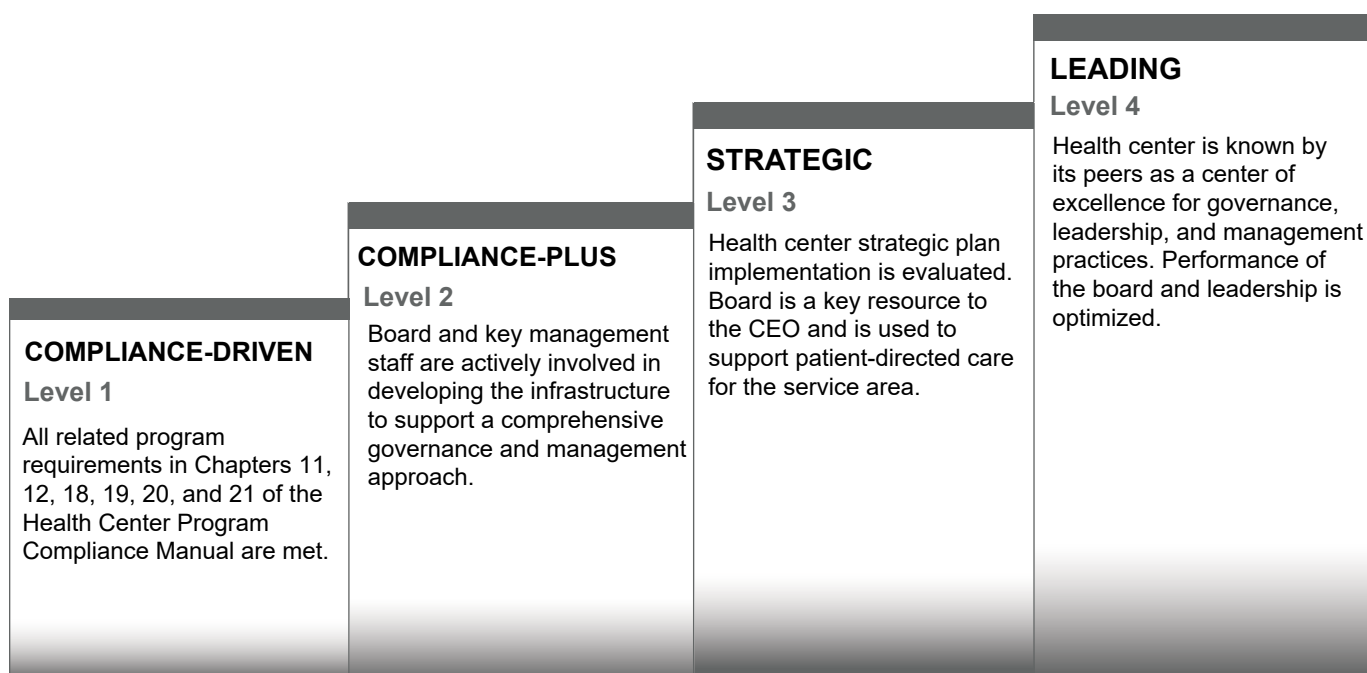 COMPLIANCE-DRIVEN
Level 1
All related program
requirements in Chapters 11,
12, 18, 19, 20, and 21 of the
Health Center Program
Compliance Manual are met.
COMPLIANCE-PLUS
Level 2
Board and key management
staff are actively involved in
developing the infrastructure
to support a comprehensive
governance and management
approach.
STRATEGIC
Level 3
Health center strategic plan
implementation is evaluated.
Board is a key resource to
the CEO and is used to
support patient-directed care
for the service area.
LEADING
Level 4
Health center is known by
its peers as a center of
excellence for governance,
leadership, and management
practices. Performance of
the board and leadership is
optimized.